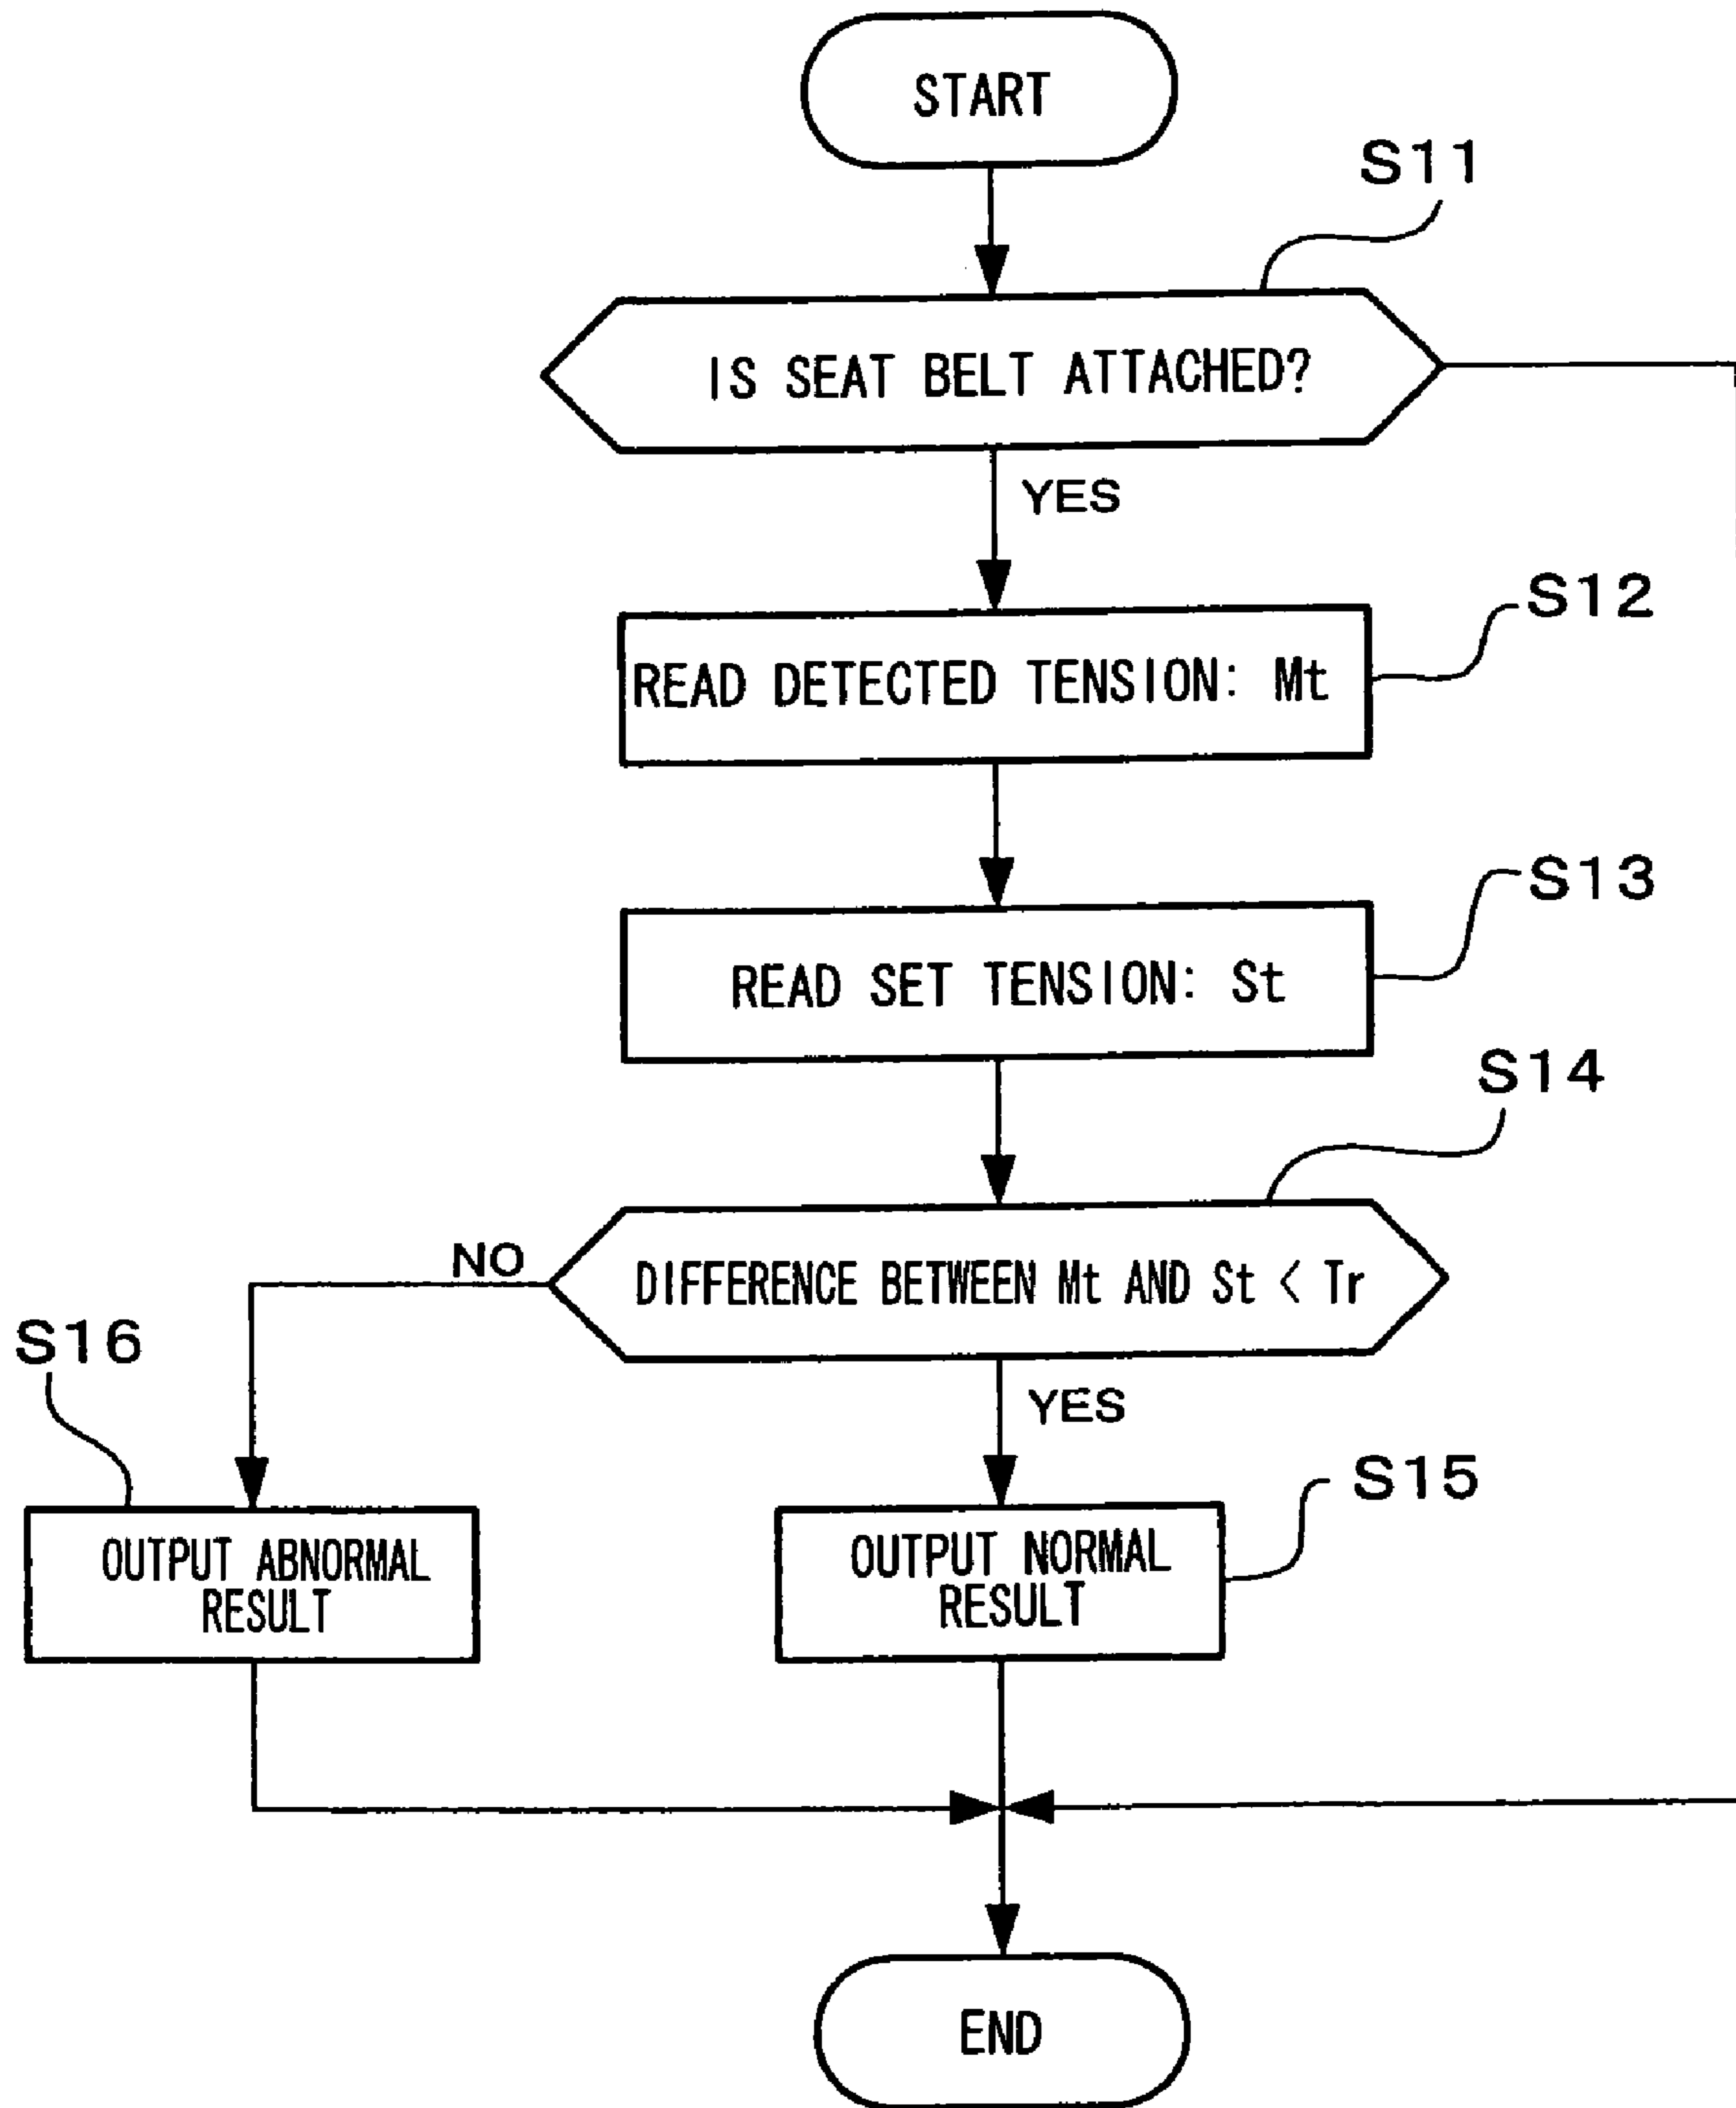 START
S11
IS SEAT BELT ATTACHED?
YES
S12
READ DETECTED TENSION: Mt
S13
READ SET TENSION: St
S14
NO
DIFFERENCE BETWEEN Mt AND St < Tr
S16
YES
S15
OUTPUT ABNORMAL
RESULT
OUTPUT NORMAL
RESULT
END